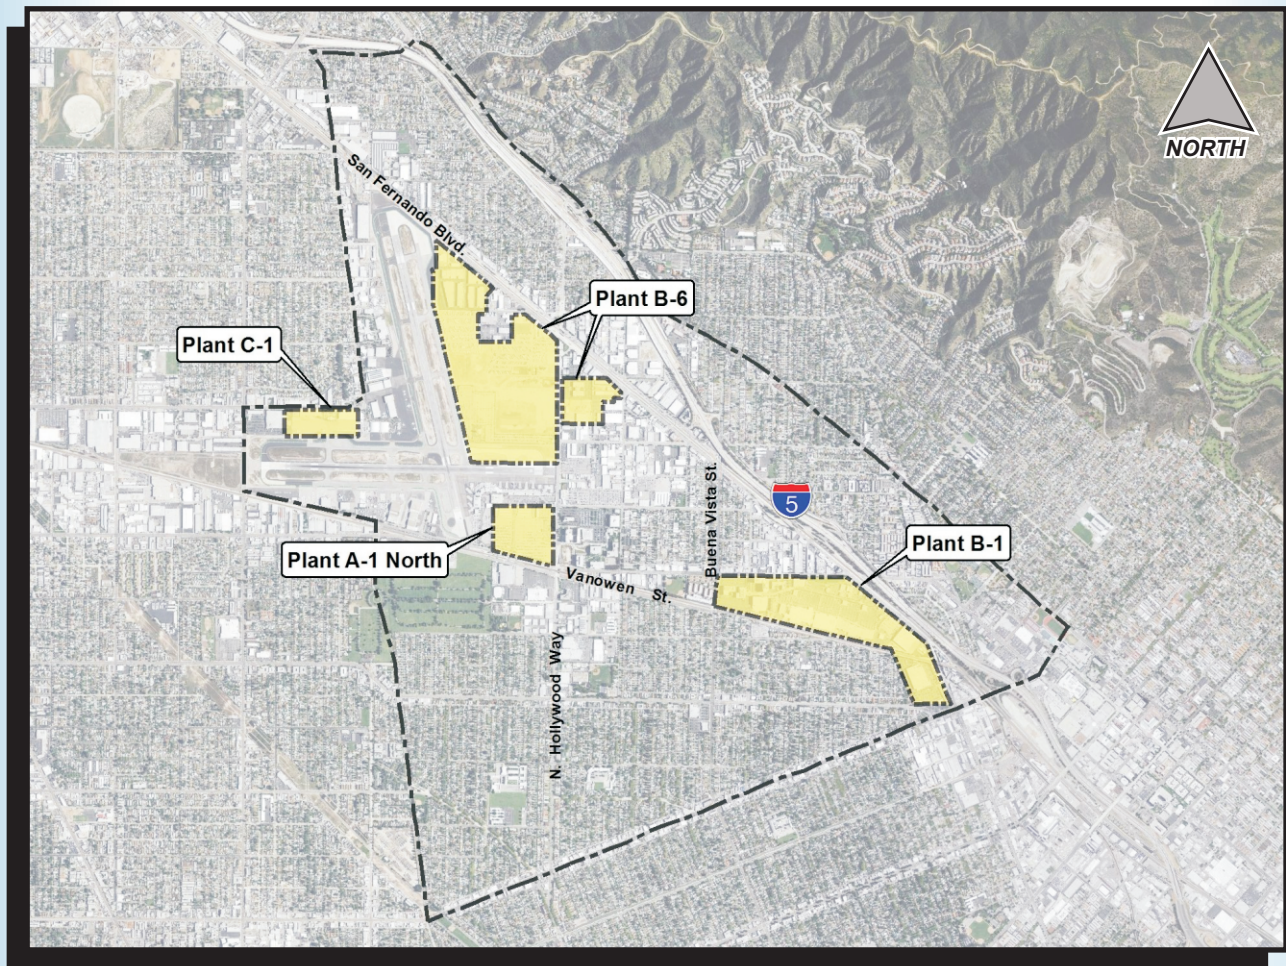 NORTH
San Fernando Blvd.
Plant B-6
Plant C-1
Buena Vista St.
5
Plant B-1
Plant A-1 North
Vanowen St.
N. Hollywood Way